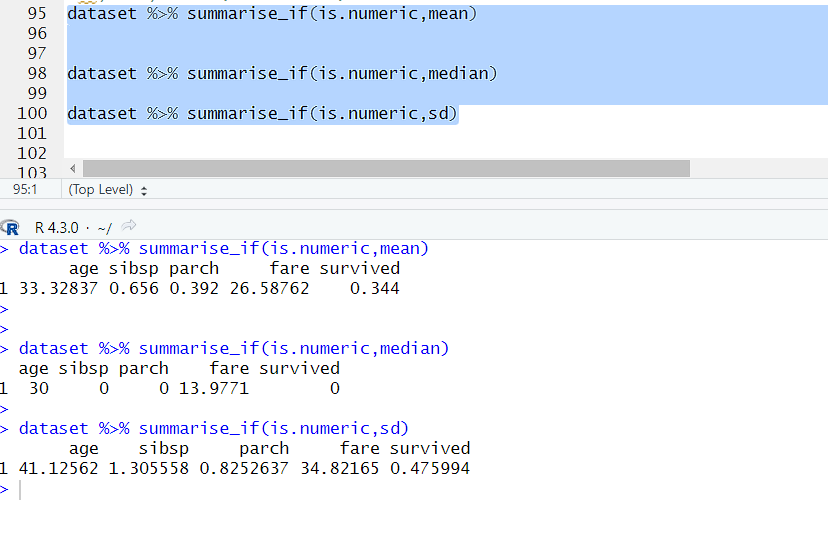 95 dataset %>% summarise_if(is.numeric,mean)
96
97
98 dataset %>% summarise_if(is.numeric,median)
99
100 dataset %>% summarise_if(is.numeric,sd)
101
102
103
95:1 (Top Level)
R R 4.3.0 · ~/
> dataset %>% summarise_if(is.numeric,mean)
age sibsp parch fare survived
1 33.32837 0.656 0.392 26.58762 0.344
>
>
> dataset %>% summarise_if(is.numeric,median)
age sibsp parch fare survived
1 30 0 0 13.9771 0
>
> dataset %>% summarise_if(is.numeric,sd)
age sibsp parch fare survived
1 41.12562 1.305558 0.8252637 34.82165 0.475994
>